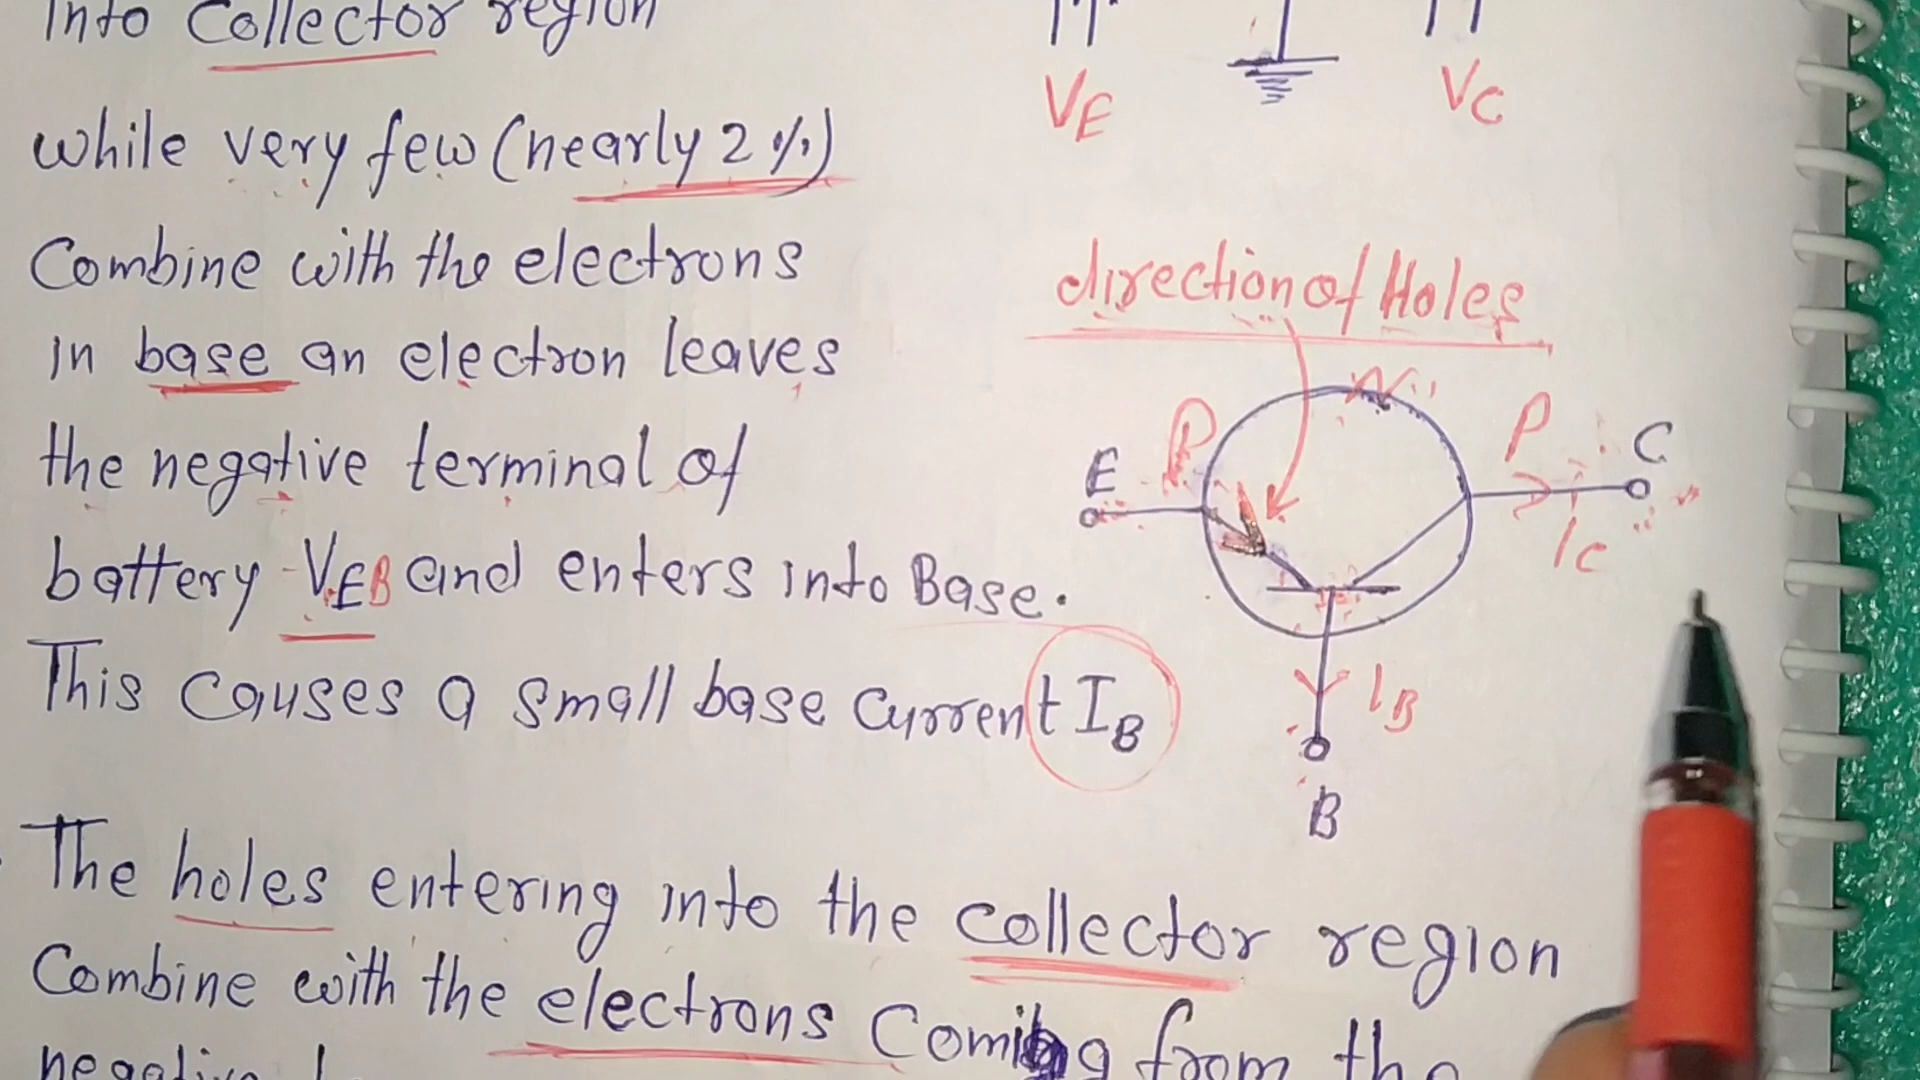 into Collector region
while very few (nearly 2 %)
Combine with the electrons
in base an electron leaves
the negative terminal of
battery VEB and enters into Base.
This causes a small base current IB
The holes entering into the collector region
Combine with the electrons Coming from the
VE
VC
direction of Holes
N
P
P
E
C
IC
IB
B